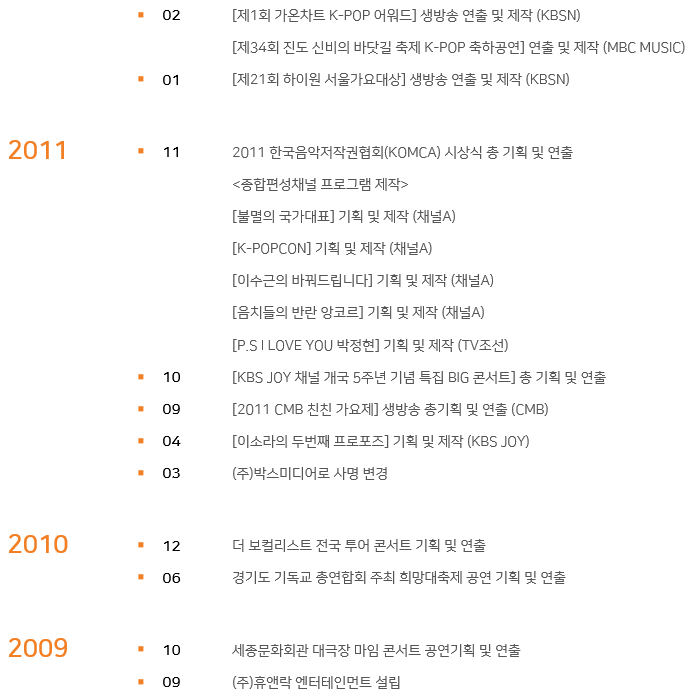 02 [제1회 가온차트 K-POP 어워드] 생방송 연출 및 제작 (KBSN)
[제34회 진도 신비의 바닷길 축제 K-POP 축하공연] 연출 및 제작 (MBC MUSIC)
01 [제21회 하이원 서울가요대상] 생방송 연출 및 제작 (KBSN)
2011 11 2011 한국음악저작권협회(KOMCA) 시상식 총 기획 및 연출
<종합편성채널 프로그램 제작>
[불멸의 국가대표] 기획 및 제작 (채널A)
[K-POPCON] 기획 및 제작 (채널A)
[이수근의 바꿔드립니다] 기획 및 제작 (채널A)
[음치들의 반란 앙코르] 기획 및 제작 (채널A)
[P.S I LOVE YOU 박정현] 기획 및 제작 (TV조선)
10 [KBS JOY 채널 개국 5주년 기념 특집 BIG 콘서트] 총 기획 및 연출
09 [2011 CMB 친친 가요제] 생방송 총기획 및 연출 (CMB)
04 [이소라의 두번째 프로포즈] 기획 및 제작 (KBS JOY)
03 (주)박스미디어로 사명 변경
2010 12 더 보컬리스트 전국 투어 콘서트 기획 및 연출
06 경기도 기독교 총연합회 주최 희망대축제 공연 기획 및 연출
2009 10 세종문화회관 대극장 마임 콘서트 공연기획 및 연출
09 (주)휴앤락 엔터테인먼트 설립